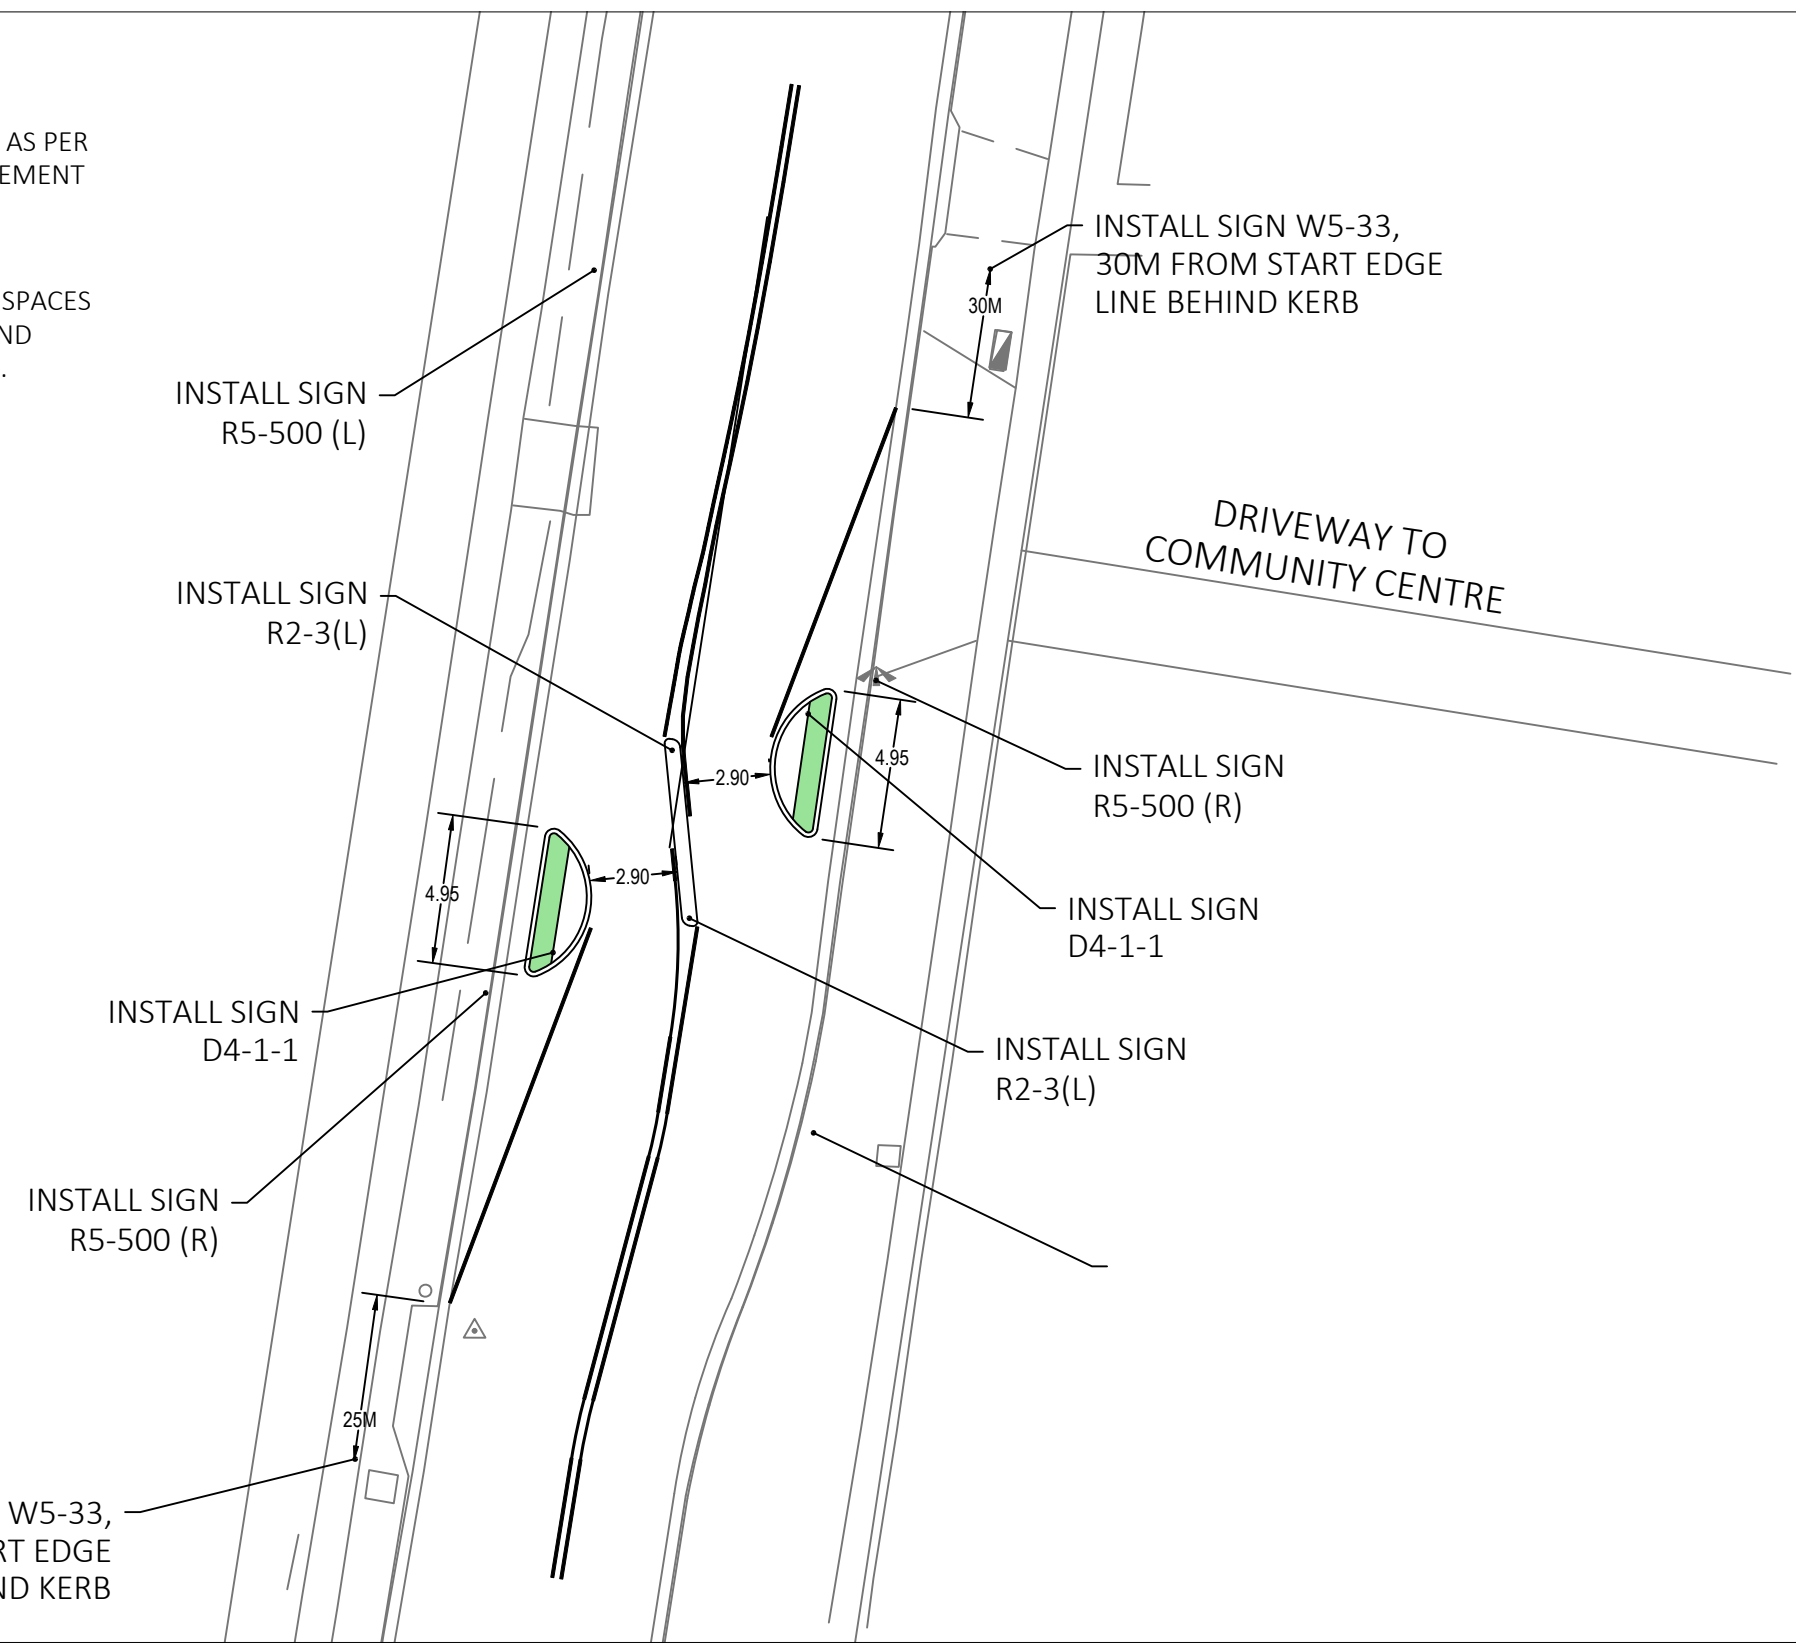 AS PER
EMENT
SPACES
ND
.
INSTALL SIGN W5-33,
30M FROM START EDGE
LINE BEHIND KERB
30M
INSTALL SIGN
R5-500 (L)
DRIVEWAY TO
COMMUNITY CENTRE
INSTALL SIGN
R2-3(L)
4.95
2.90
INSTALL SIGN
R5-500 (R)
2.90
4.95
INSTALL SIGN
D4-1-1
INSTALL SIGN
D4-1-1
INSTALL SIGN
R2-3(L)
INSTALL SIGN
R5-500 (R)
25M
W5-33,
RT EDGE
ND KERB